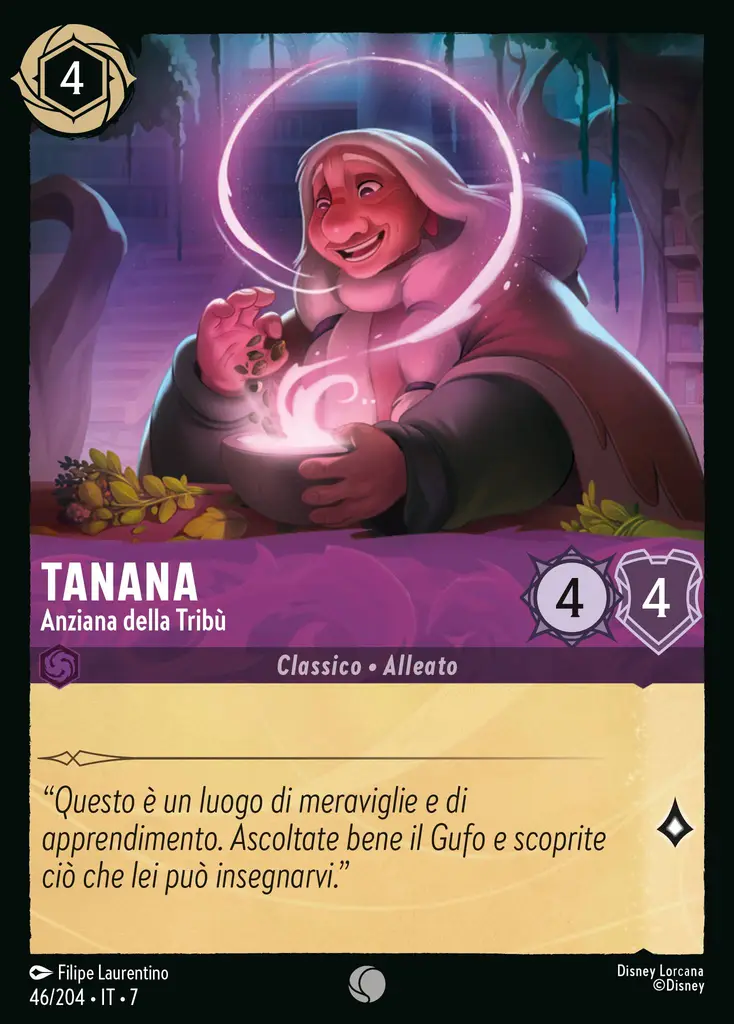 4
TANANA
Anziana della Tribù
4
4
Classico • Alleato
“Questo è un luogo di meraviglie e di
apprendimento. Ascoltate bene il Gufo e scoprite
ciò che lei può insegnarvi.”
Filipe Laurentino
Disney Lorcana
46/204 • IT • 7
©Disney